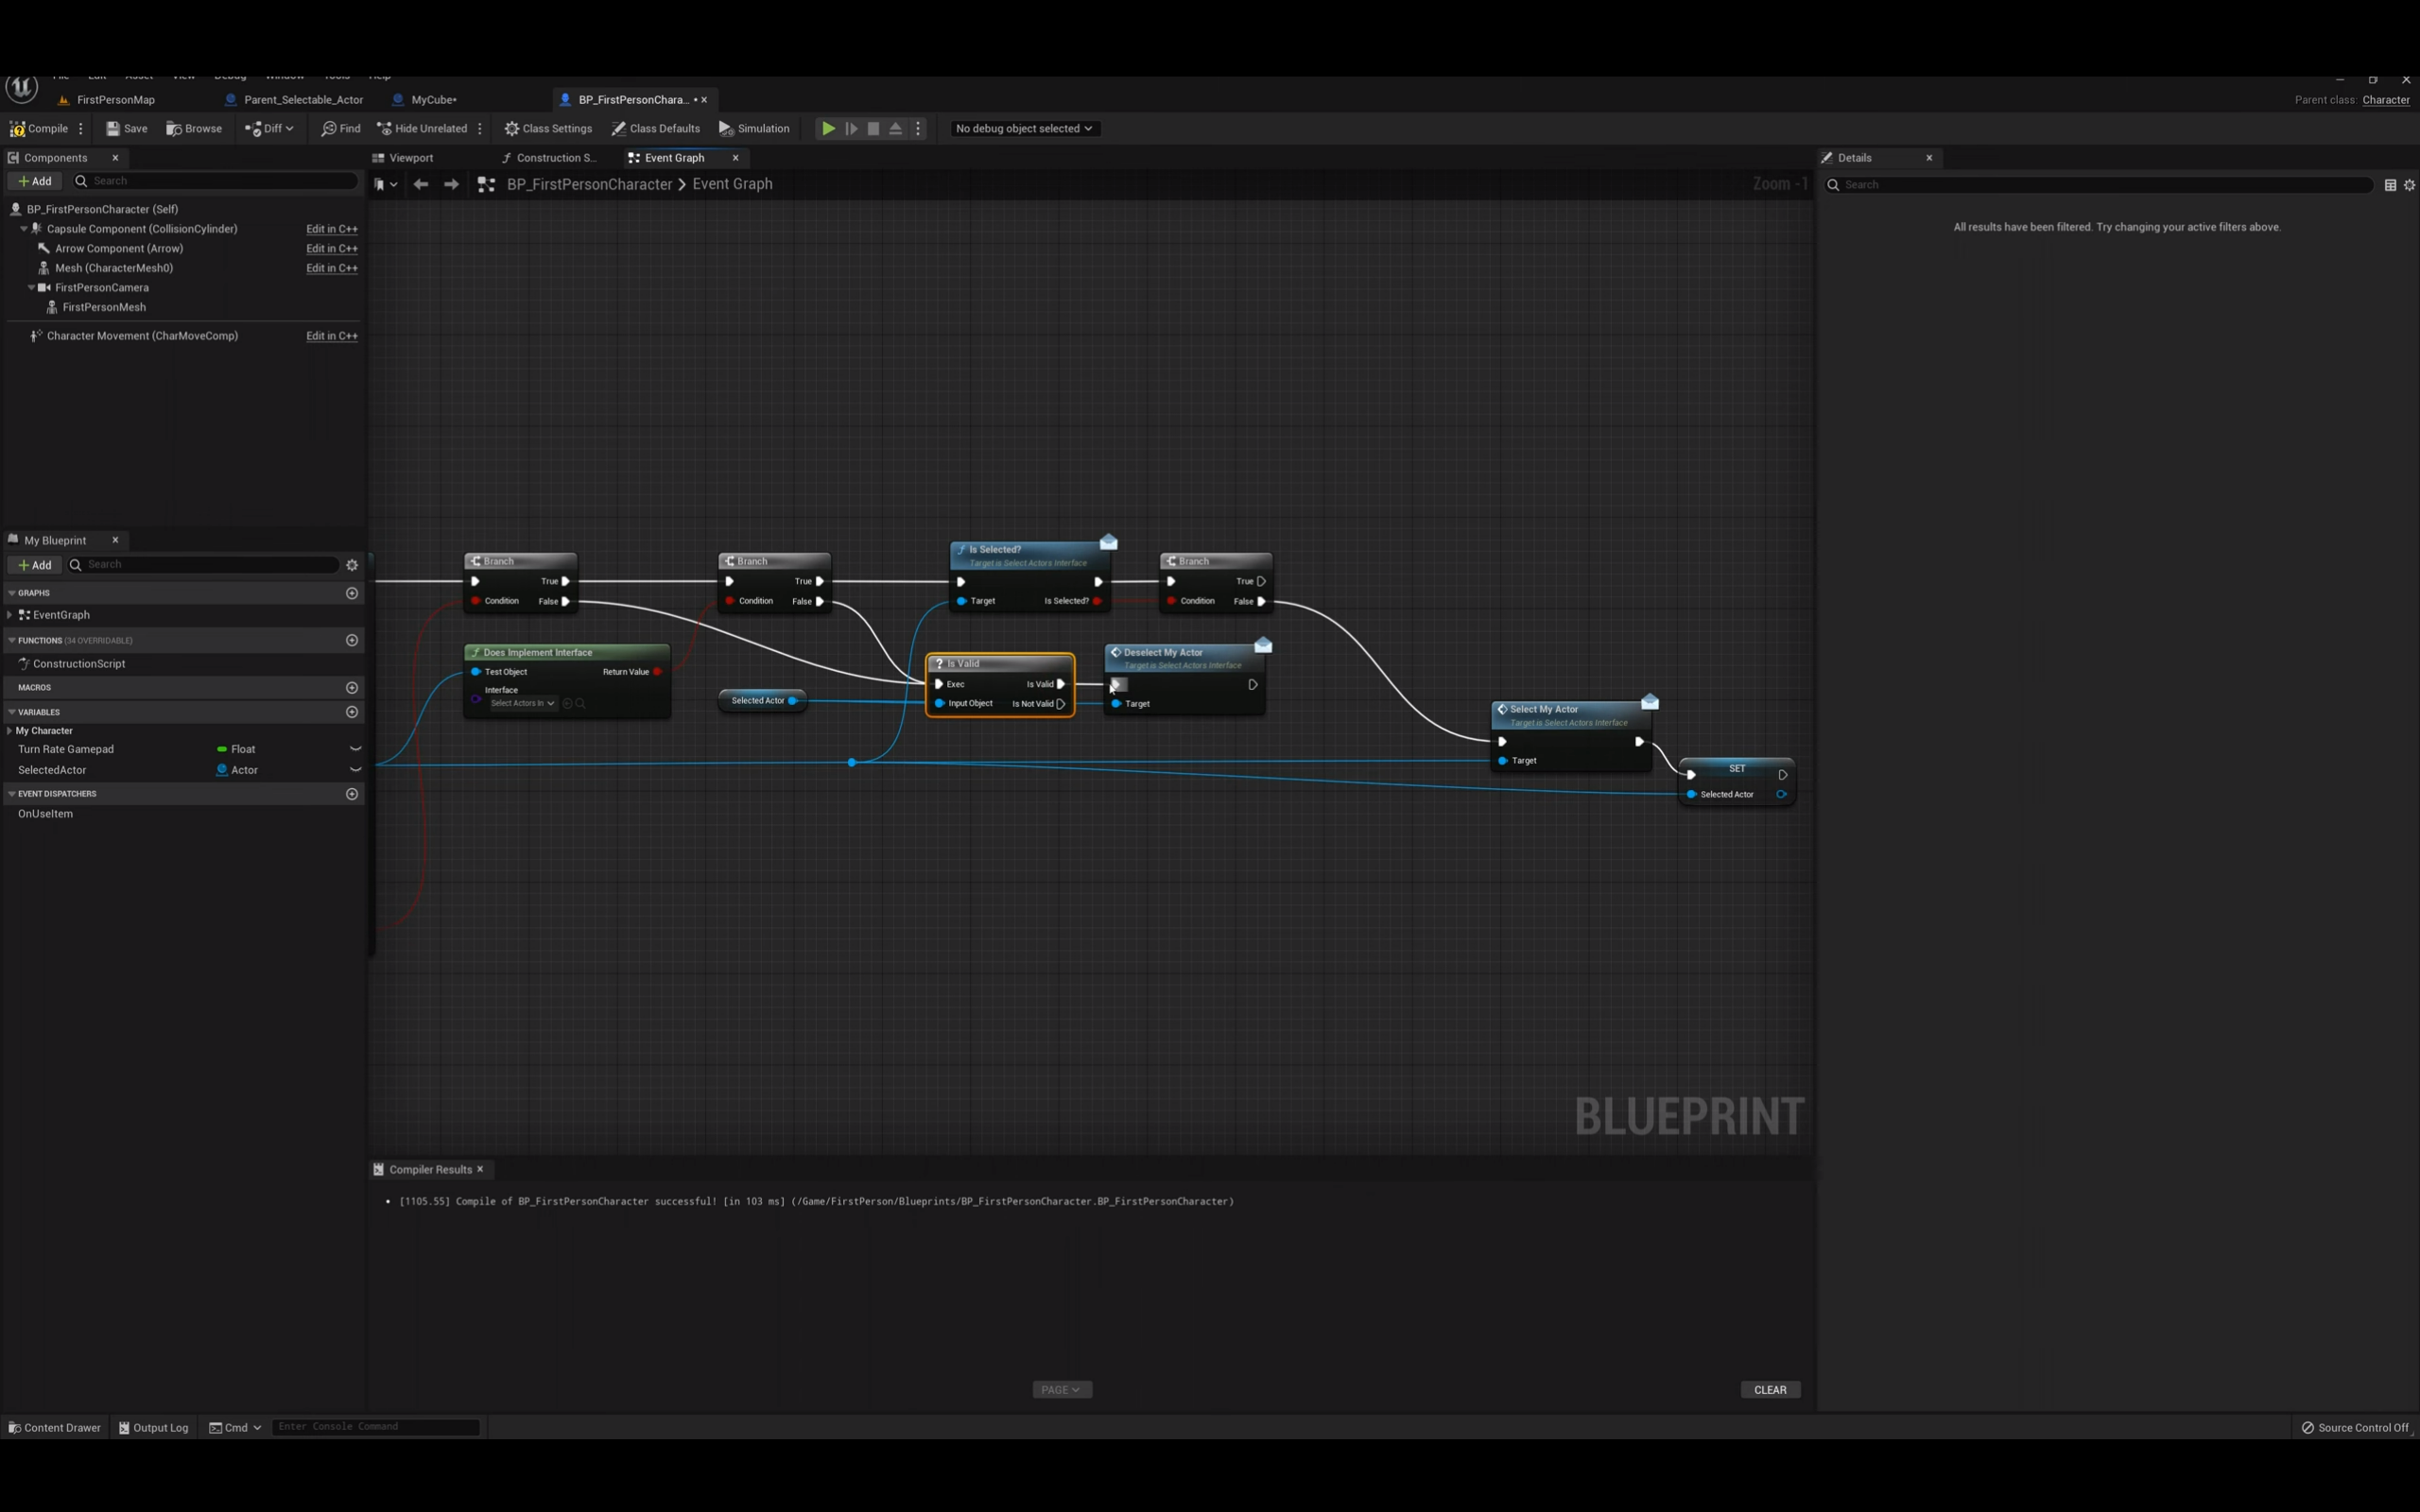 File Edit Asset View Debug Window Tools Help
FirstPersonMap Parent_Selectable_Actor MyCube• BP_FirstPersonChara... •
Parent class: Character
Compile Save Browse Diff Find Hide Unrelated Class Settings Class Defaults Simulation No debug object selected
Components
Add Search
BP_FirstPersonCharacter (Self)
Capsule Component (CollisionCylinder) Edit in C++
Arrow Component (Arrow) Edit in C++
Mesh (CharacterMesh0) Edit in C++
FirstPersonCamera
FirstPersonMesh
Character Movement (CharMoveComp) Edit in C++
My Blueprint
Add Search
GRAPHS
EventGraph
FUNCTIONS (34 OVERRIDABLE)
ConstructionScript
MACROS
VARIABLES
My Character
Turn Rate Gamepad Float
SelectedActor Actor
EVENT DISPATCHERS
OnUseItem
Viewport Construction S... Event Graph
BP_FirstPersonCharacter > Event Graph
Zoom -1
Branch
True
Condition False
Branch
True
Condition False
Is Selected?
Target is Select Actors Interface
Target Is Selected?
Branch
True
Condition False
Does Implement Interface
Test Object Return Value
Interface
Select Actors In
Selected Actor
? Is Valid
Exec Is Valid
Input Object Is Not Valid
Deselect My Actor
Target is Select Actors Interface
Target
Select My Actor
Target is Select Actors Interface
Target
SET
Selected Actor
BLUEPRINT
Compiler Results
• [1105.55] Compile of BP_FirstPersonCharacter successful! [in 103 ms] (/Game/FirstPerson/Blueprints/BP_FirstPersonCharacter.BP_FirstPersonCharacter)
PAGE
CLEAR
Details
Search
All results have been filtered. Try changing your active filters above.
Content Drawer Output Log Cmd Enter Console Command
Source Control Off